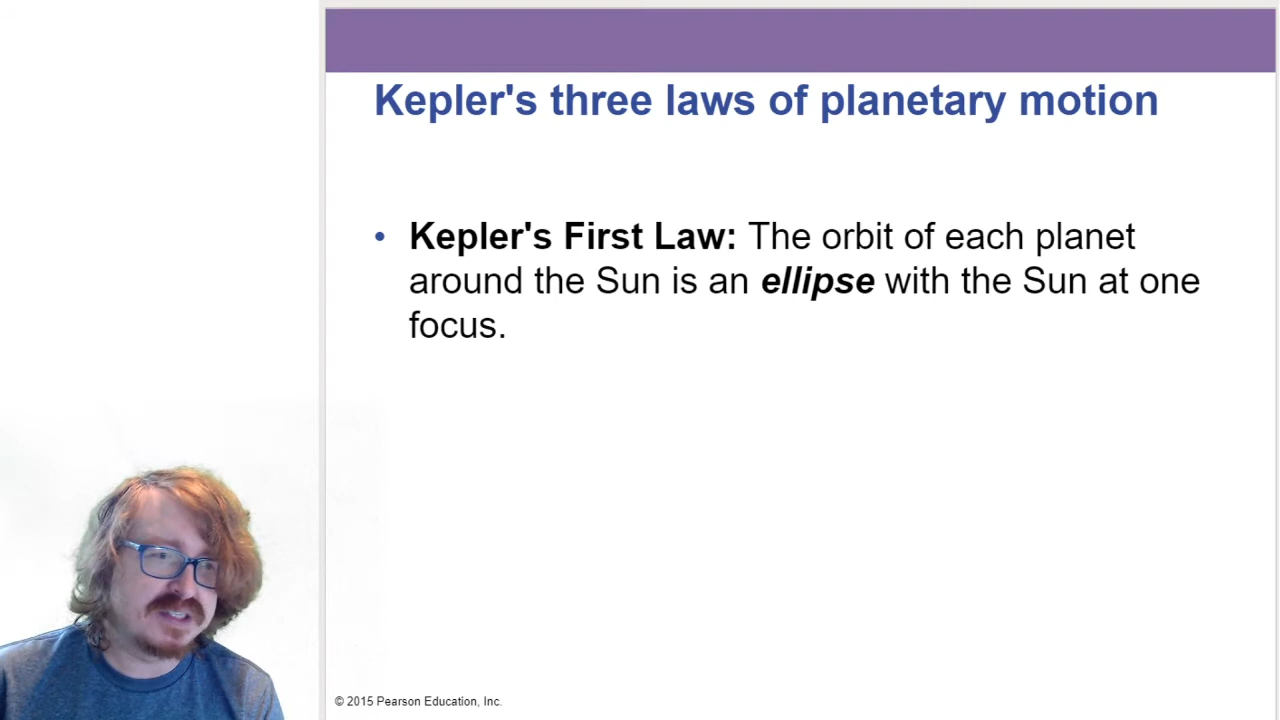 Kepler's three laws of planetary motion
• Kepler's First Law: The orbit of each planet
around the Sun is an ellipse with the Sun at one
focus.
© 2015 Pearson Education, Inc.